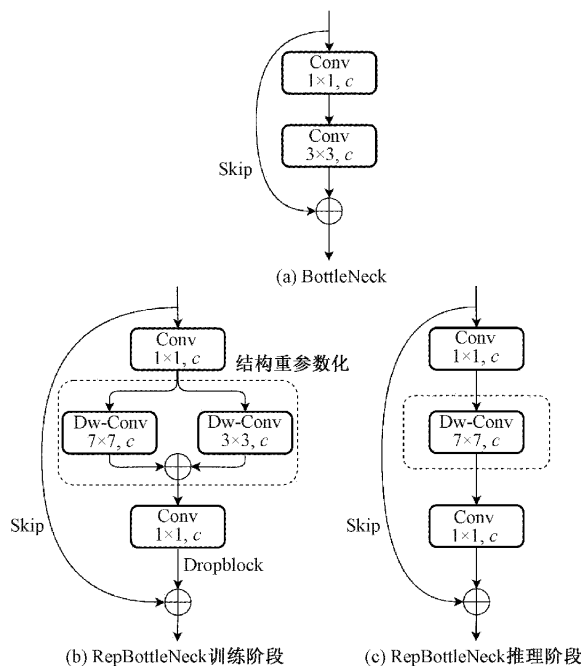 Conv
1×1, c
Conv
3×3, c
Skip
(a) BottleNeck
Conv
1×1, c
结构重参数化
Dw-Conv
7×7, c
Dw-Conv
3×3, c
Conv
1×1, c
Skip
Dropblock
(b) RepBottleNeck训练阶段
Conv
1×1, c
Dw-Conv
7×7, c
Conv
1×1, c
Skip
(c) RepBottleNeck推理阶段